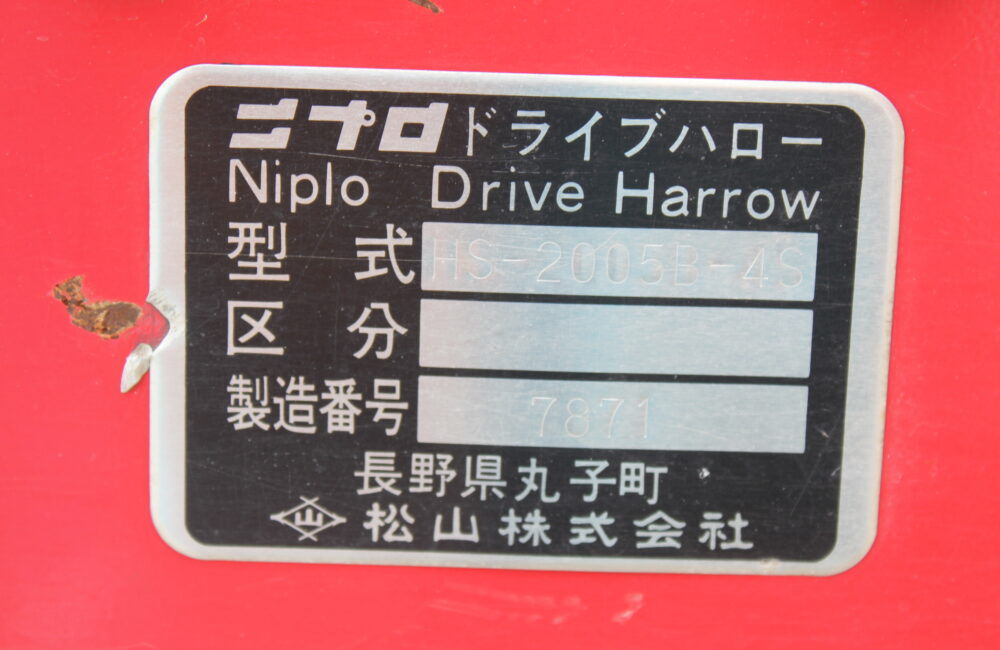 ニプロ ドライブハロー
Niplo Drive Harrow
型式 HS-2005B-4S
区分
製造番号 7871
長野県丸子町
山 松山株式会社